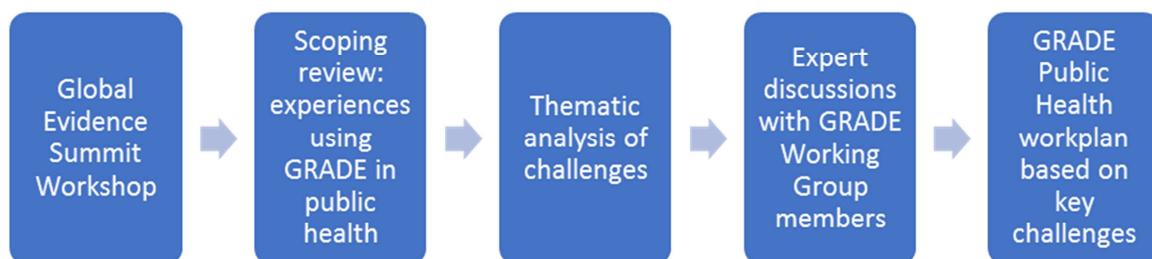 Global
Evidence
Summit
Workshop
Scoping
review:
experiences
using
GRADE in
public
health
Thematic
analysis of
challenges
Expert
discussions
with GRADE
Working
Group
members
GRADE
Public
Health
workplan
based on
key
challenges